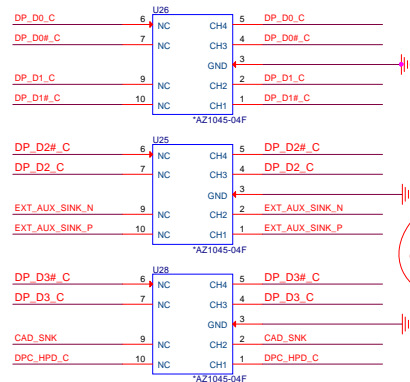 U26
DP_D0_C 6 NC CH4 5 DP_D0_C
DP_D0#_C 7 NC CH3 4 DP_D0#_C
GND 3
DP_D1_C 9 NC CH2 2 DP_D1_C
DP_D1#_C 10 NC CH1 1 DP_D1#_C
*AZ1045-04F
U25
DP_D2#_C 6 NC CH4 5 DP_D2#_C
DP_D2_C 7 NC CH3 4 DP_D2_C
GND 3
EXT_AUX_SINK_N 9 NC CH2 2 EXT_AUX_SINK_N
EXT_AUX_SINK_P 10 NC CH1 1 EXT_AUX_SINK_P
*AZ1045-04F
U28
DP_D3#_C 6 NC CH4 5 DP_D3#_C
DP_D3_C 7 NC CH3 4 DP_D3_C
GND 3
CAD_SNK 9 NC CH2 2 CAD_SNK
DPC_HPD_C 10 NC CH1 1 DPC_HPD_C
*AZ1045-04F